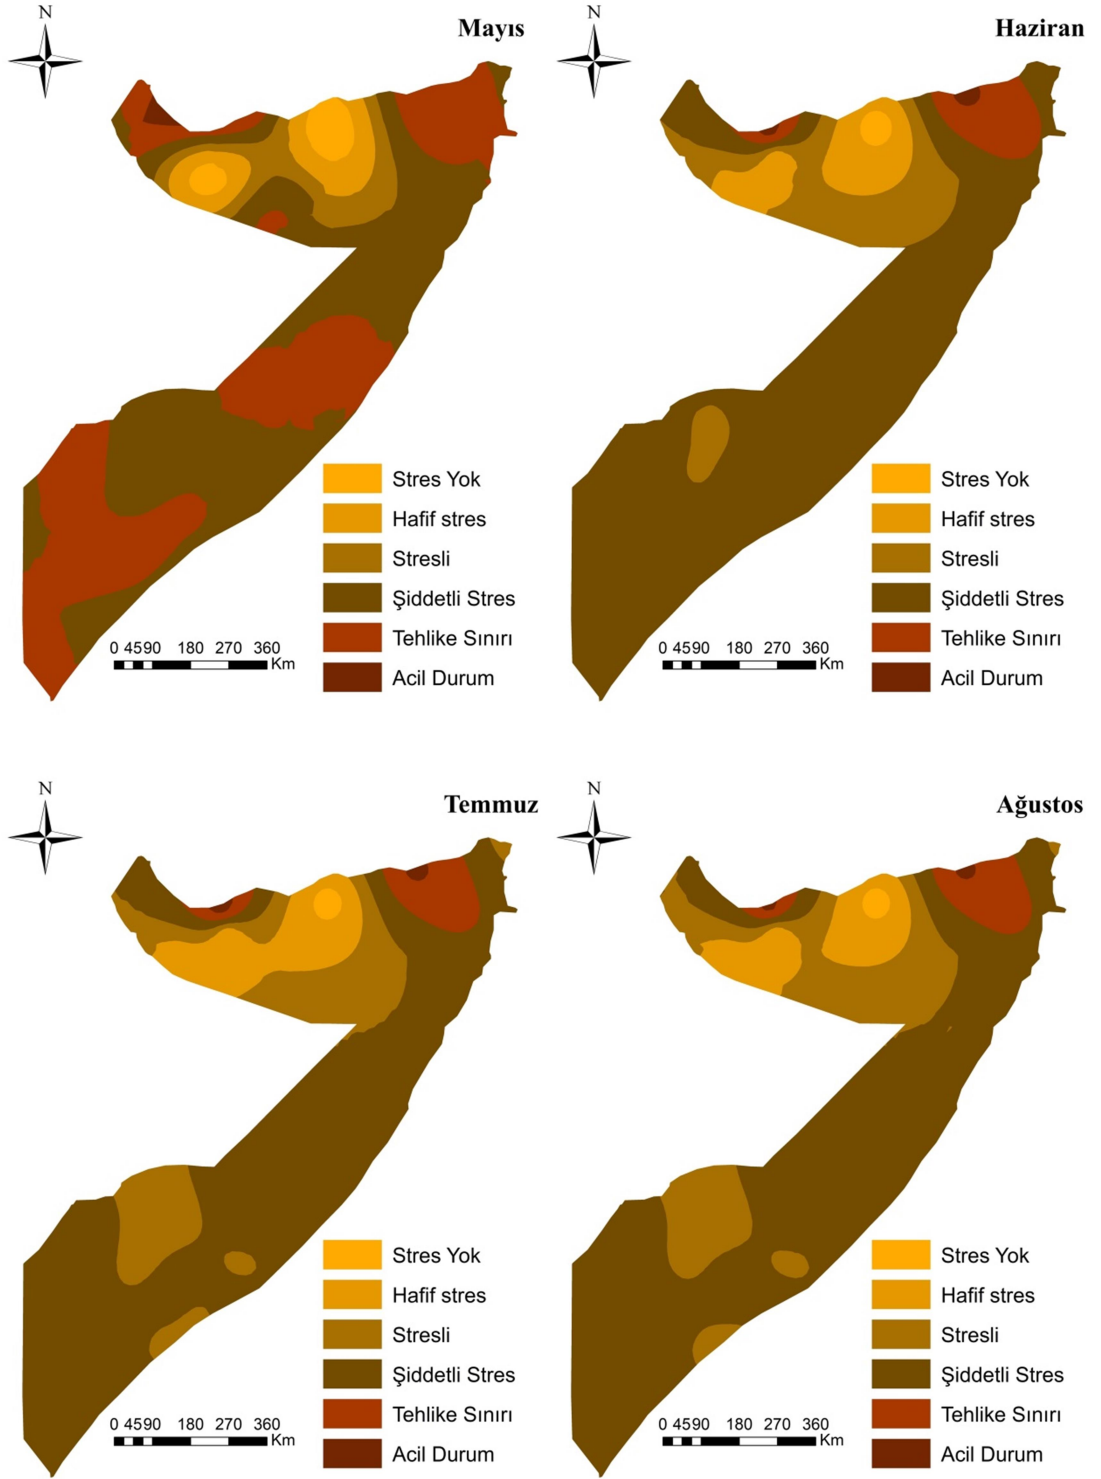 N
Mayıs
Stres Yok
Hafif stres
Stresli
Şiddetli Stres
Tehlike Sınırı
Acil Durum
0 4590 180 270 360
Km
N
Haziran
Stres Yok
Hafif stres
Stresli
Şiddetli Stres
Tehlike Sınırı
Acil Durum
0 4590 180 270 360
Km
N
Temmuz
Stres Yok
Hafif stres
Stresli
Şiddetli Stres
Tehlike Sınırı
Acil Durum
0 4590 180 270 360
Km
N
Ağustos
Stres Yok
Hafif stres
Stresli
Şiddetli Stres
Tehlike Sınırı
Acil Durum
0 4590 180 270 360
Km